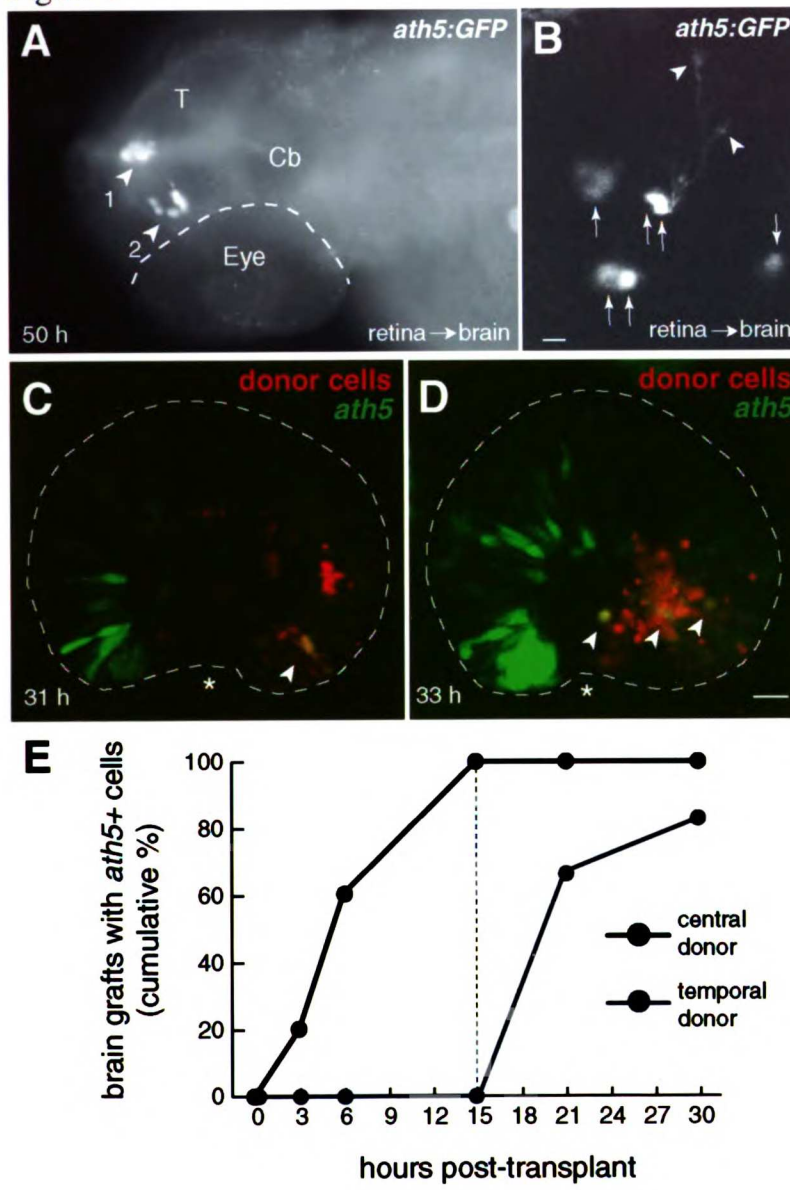 A
ath5:GFP
T
Cb
1
2
Eye
50 h
retina→brain
B
ath5:GFP
retina→brain
C
donor cells
ath5
*
31 h
D
donor cells
ath5
*
33 h
E
brain grafts with ath5+ cells
(cumulative %)
100
80
60
40
20
0
0 3 6 9 12 15 18 21 24 27 30
hours post-transplant
central
donor
temporal
donor